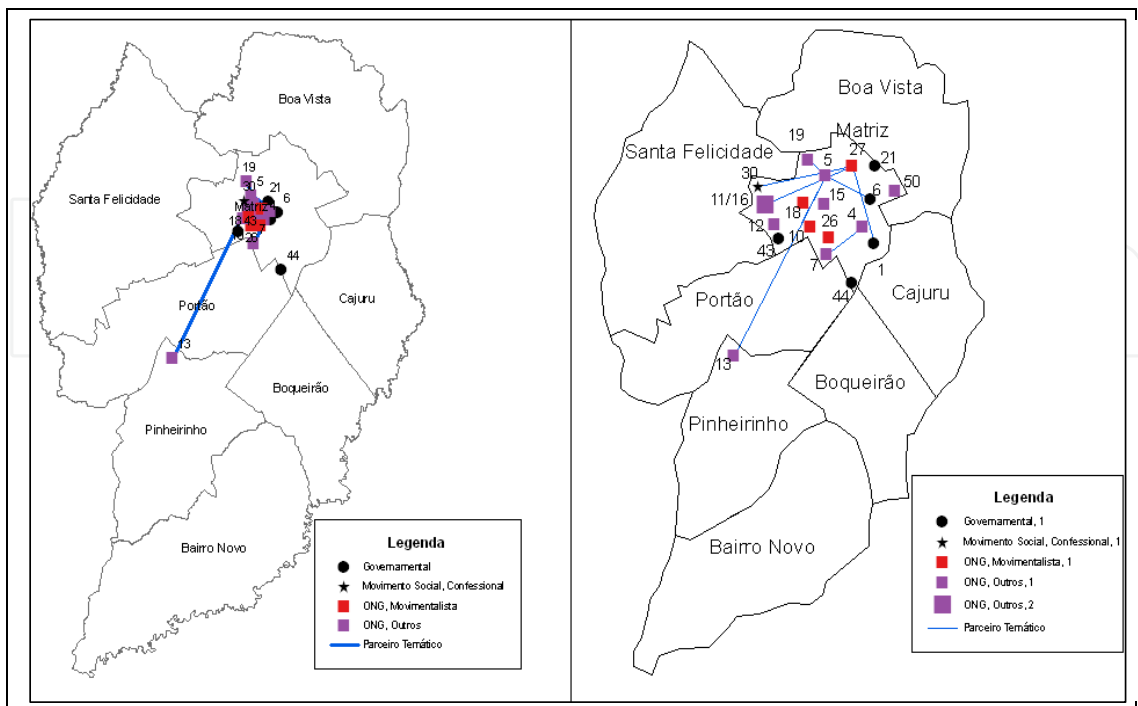 Boa Vista
19
30
5
21
6
Santa Felicidade
Matriz
18
43
26
44
Portão
Cajuru
13
Boqueirão
Pinheirinho
Bairro Novo
Legenda
Governamental
Movimento Social, Confessional
ONG, Movimentalista
ONG, Outros
Parceiro Temático
Boa Vista
Matriz
19
27
Santa Felicidade
5
21
30
6
50
11/16
15
18
4
12
10
26
43
7
1
44
Cajuru
Portão
13
Boqueirão
Pinheirinho
Bairro Novo
Legenda
Governamental, 1
Movimento Social, Confessional, 1
ONG, Movimentalista, 1
ONG, Outros, 1
ONG, Outros, 2
Parceiro Temático